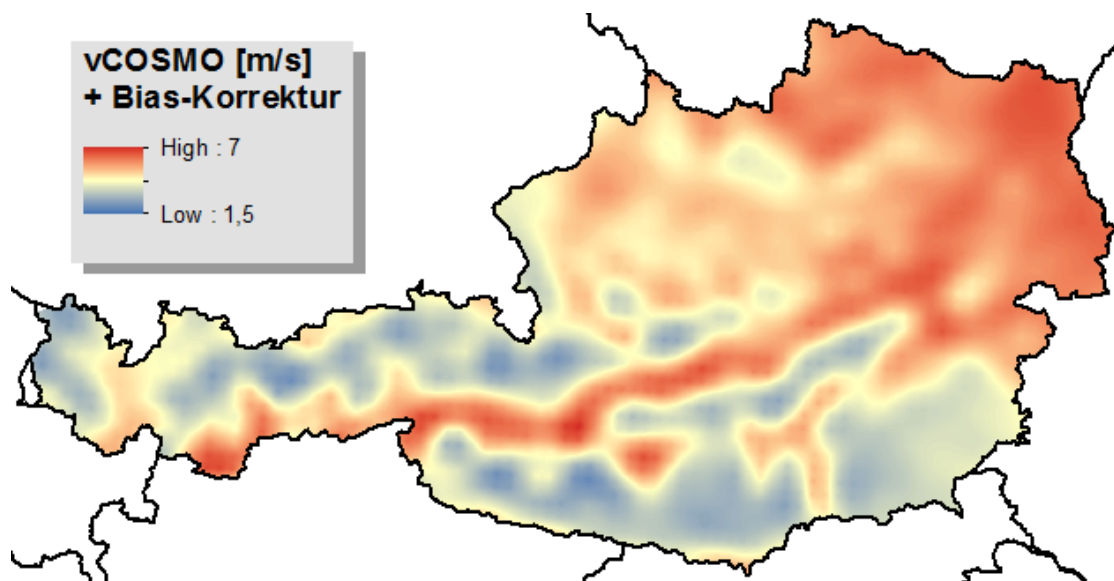 vCOSMO [m/s]
+ Bias-Korrektur
High : 7
Low : 1,5